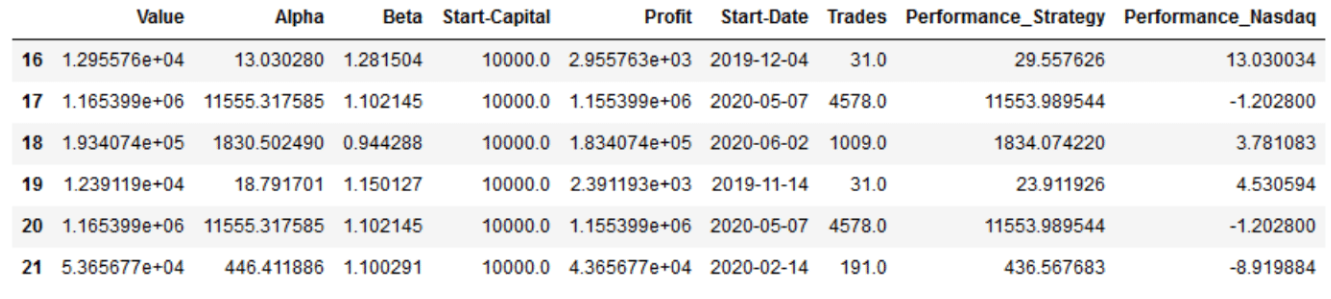 Value Alpha Beta Start-Capital Profit Start-Date Trades Performance_Strategy Performance_Nasdaq
16 1.295576e+04 13.030280 1.281504 10000.0 2.955763e+03 2019-12-04 31.0 29.557626 13.030034
17 1.165399e+06 11555.317585 1.102145 10000.0 1.155399e+06 2020-05-07 4578.0 11553.989544 -1.202800
18 1.934074e+05 1830.502490 0.944288 10000.0 1.834074e+05 2020-06-02 1009.0 1834.074220 3.781083
19 1.239119e+04 18.791701 1.150127 10000.0 2.391193e+03 2019-11-14 31.0 23.911926 4.530594
20 1.165399e+06 11555.317585 1.102145 10000.0 1.155399e+06 2020-05-07 4578.0 11553.989544 -1.202800
21 5.365677e+04 446.411886 1.100291 10000.0 4.365677e+04 2020-02-14 191.0 436.567683 -8.919884